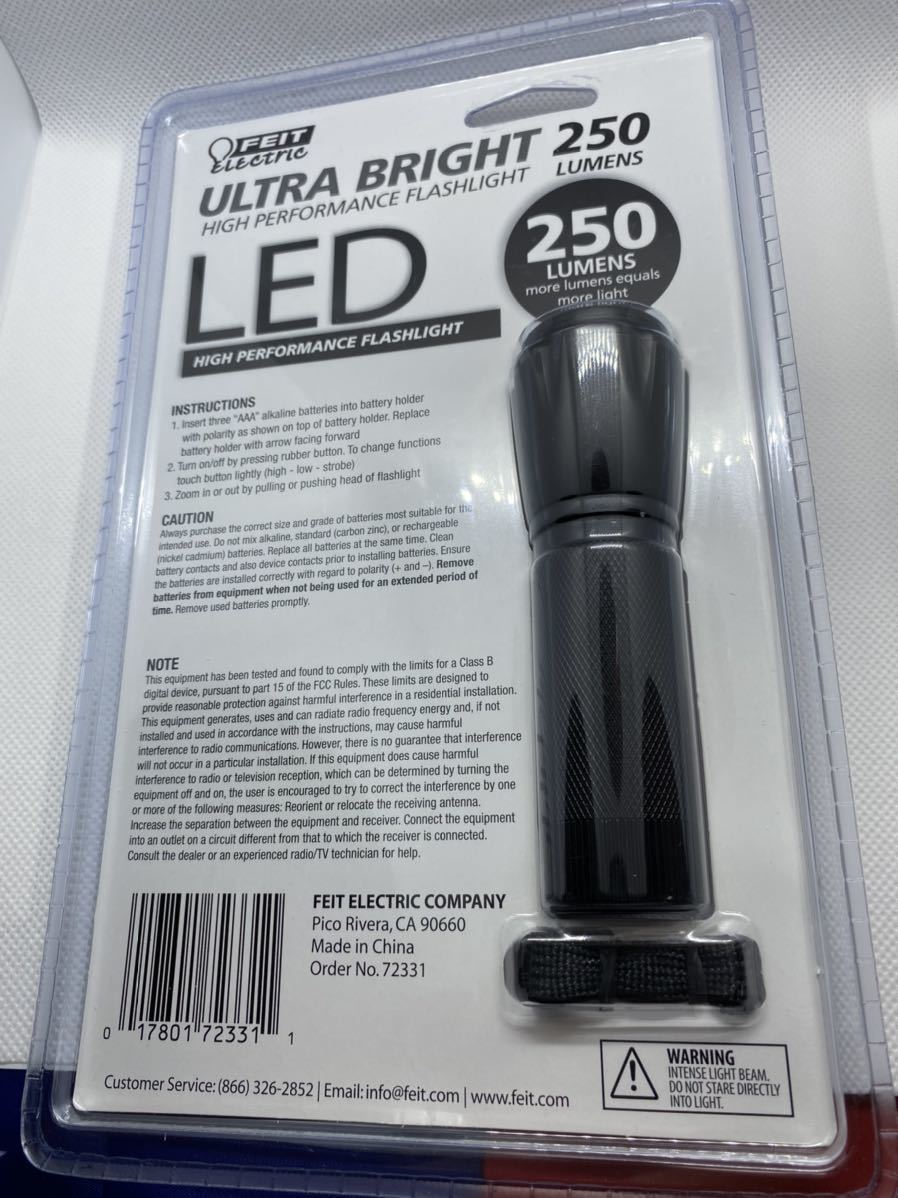 FEIT
electric
ULTRA BRIGHT 250
HIGH PERFORMANCE FLASHLIGHT LUMENS
LED
HIGH PERFORMANCE FLASHLIGHT
250
LUMENS
more lumens equals
more light
INSTRUCTIONS
1. Insert three "AAA" alkaline batteries into battery holder
with polarity as shown on top of battery holder. Replace
battery holder with arrow facing forward
2. Turn on/off by pressing rubber button. To change functions
touch button lightly (high - low - strobe)
3. Zoom in or out by pulling or pushing head of flashlight
CAUTION
Always purchase the correct size and grade of batteries most suitable for the
intended use. Do not mix alkaline, standard (carbon zinc), or rechargeable
(nickel cadmium) batteries. Replace all batteries at the same time. Clean
battery contacts and also device contacts prior to installing batteries. Ensure
the batteries are installed correctly with regard to polarity (+ and –). Remove
batteries from equipment when not being used for an extended period of
time. Remove used batteries promptly.
NOTE
This equipment has been tested and found to comply with the limits for a Class B
digital device, pursuant to part 15 of the FCC Rules. These limits are designed to
provide reasonable protection against harmful interference in a residential installation.
This equipment generates, uses and can radiate radio frequency energy and, if not
installed and used in accordance with the instructions, may cause harmful
interference to radio communications. However, there is no guarantee that interference
will not occur in a particular installation. If this equipment does cause harmful
interference to radio or television reception, which can be determined by turning the
equipment off and on, the user is encouraged to try to correct the interference by one
or more of the following measures: Reorient or relocate the receiving antenna.
Increase the separation between the equipment and receiver. Connect the equipment
into an outlet on a circuit different from that to which the receiver is connected.
Consult the dealer or an experienced radio/TV technician for help.
FEIT ELECTRIC COMPANY
Pico Rivera, CA 90660
Made in China
Order No. 72331
0 17801 72331 1
Customer Service: (866) 326-2852 | Email: info@feit.com | www.feit.com
WARNING
INTENSE LIGHT BEAM.
DO NOT STARE DIRECTLY
INTO LIGHT.